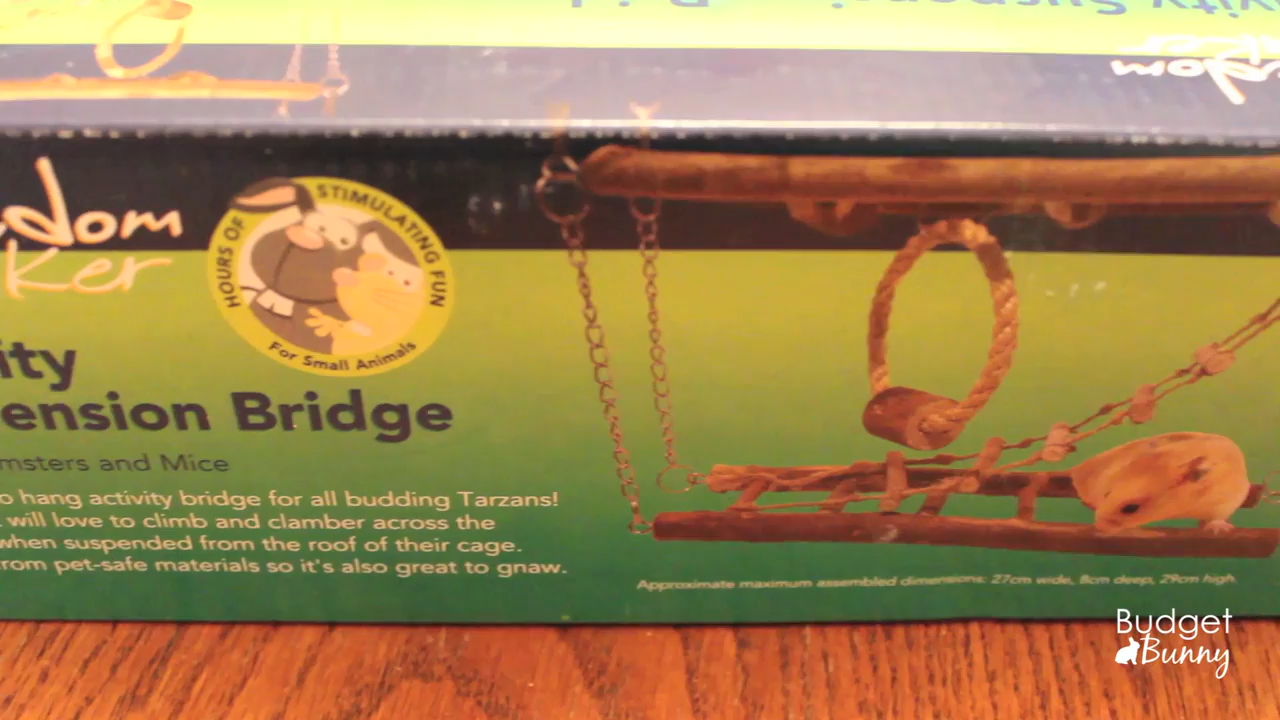 dom
ker
HOURS OF STIMULATING FUN
For Small Animals
ity
ension Bridge
msters and Mice
o hang activity bridge for all budding Tarzans!
will love to climb and clamber across the
when suspended from the roof of their cage.
rom pet-safe materials so it's also great to gnaw.
Approximate maximum assembled dimensions: 27cm wide, 8cm deep, 29cm high
Budget
Bunny